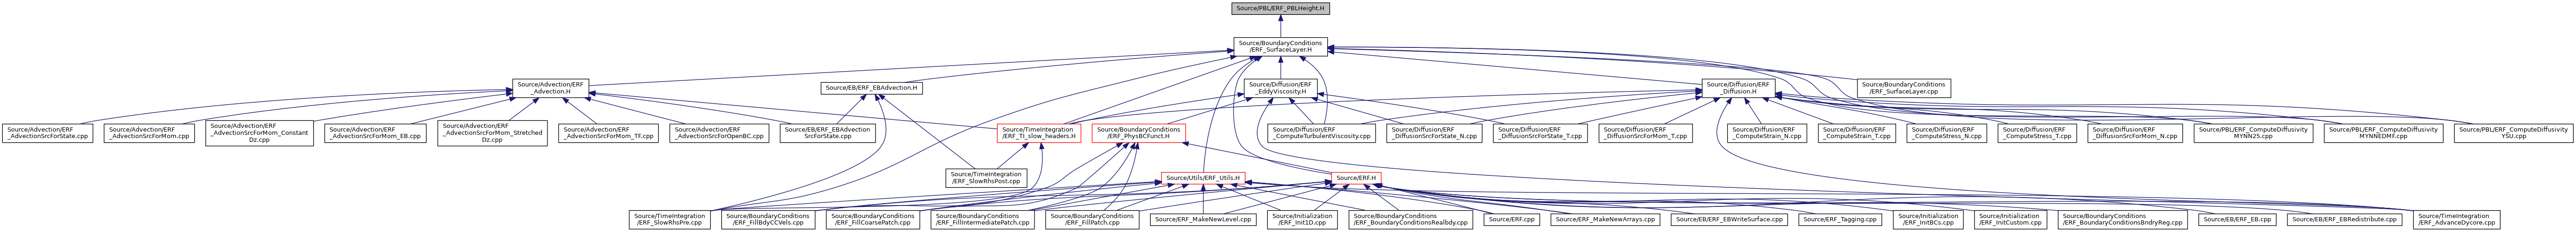 Source/PBL/ERF_PBLHeight.H
Source/BoundaryConditions
/ERF_SurfaceLayer.H
Source/Advection/ERF
_Advection.H
Source/EB/ERF_EBAdvection.H
Source/Diffusion/ERF
_EddyViscosity.H
Source/Diffusion/ERF
_Diffusion.H
Source/BoundaryConditions
/ERF_SurfaceLayer.cpp
Source/Advection/ERF
_AdvectionSrcForState.cpp
Source/Advection/ERF
_AdvectionSrcForMom.cpp
Source/Advection/ERF
_AdvectionSrcForMom_Constant
Dz.cpp
Source/Advection/ERF
_AdvectionSrcForMom_EB.cpp
Source/Advection/ERF
_AdvectionSrcForMom_Stretched
Dz.cpp
Source/Advection/ERF
_AdvectionSrcForMom_TF.cpp
Source/Advection/ERF
_AdvectionSrcForOpenBC.cpp
Source/EB/ERF_EBAdvection
SrcForState.cpp
Source/TimeIntegration
/ERF_TI_slow_headers.H
Source/BoundaryConditions
/ERF_PhysBCFunct.H
Source/Diffusion/ERF
_ComputeTurbulentViscosity.cpp
Source/Diffusion/ERF
_DiffusionSrcForState_N.cpp
Source/Diffusion/ERF
_DiffusionSrcForState_T.cpp
Source/Diffusion/ERF
_DiffusionSrcForMom_T.cpp
Source/Diffusion/ERF
_ComputeStrain_N.cpp
Source/Diffusion/ERF
_ComputeStrain_T.cpp
Source/Diffusion/ERF
_ComputeStress_N.cpp
Source/Diffusion/ERF
_ComputeStress_T.cpp
Source/Diffusion/ERF
_DiffusionSrcForMom_N.cpp
Source/PBL/ERF_ComputeDiffusivity
MYNN25.cpp
Source/PBL/ERF_ComputeDiffusivity
MYNNEDMF.cpp
Source/PBL/ERF_ComputeDiffusivity
YSU.cpp
Source/TimeIntegration
/ERF_SlowRhsPost.cpp
Source/Utils/ERF_Utils.H
Source/ERF.H
Source/TimeIntegration
/ERF_SlowRhsPre.cpp
Source/BoundaryConditions
/ERF_FillBdyCCVels.cpp
Source/BoundaryConditions
/ERF_FillCoarsePatch.cpp
Source/BoundaryConditions
/ERF_FillIntermediatePatch.cpp
Source/BoundaryConditions
/ERF_FillPatch.cpp
Source/ERF_MakeNewLevel.cpp
Source/Initialization
/ERF_Init1D.cpp
Source/BoundaryConditions
/ERF_BoundaryConditionsRealbdy.cpp
Source/ERF.cpp
Source/ERF_MakeNewArrays.cpp
Source/EB/ERF_EBWriteSurface.cpp
Source/ERF_Tagging.cpp
Source/Initialization
/ERF_InitBCs.cpp
Source/Initialization
/ERF_InitCustom.cpp
Source/BoundaryConditions
/ERF_BoundaryConditionsBndryReg.cpp
Source/EB/ERF_EB.cpp
Source/EB/ERF_EBRedistribute.cpp
Source/TimeIntegration
/ERF_AdvanceDycore.cpp